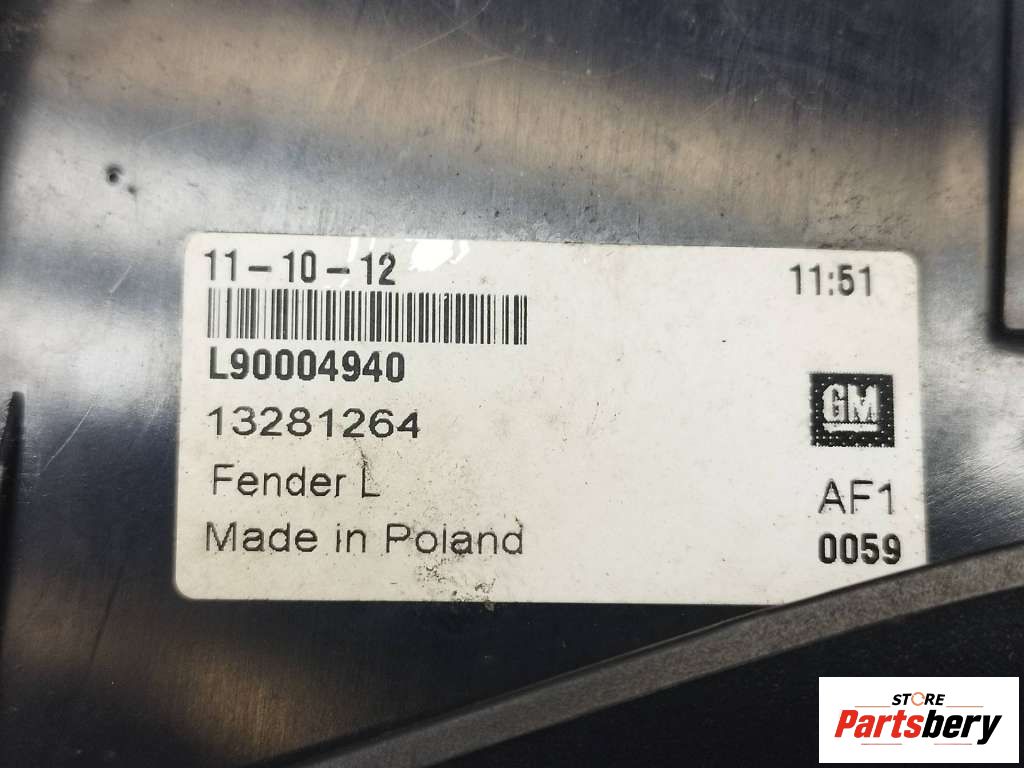 11-10-12 11:51
L90004940
13281264
GM
Fender L
AF1
Made in Poland
0059
STORE
Partsbery